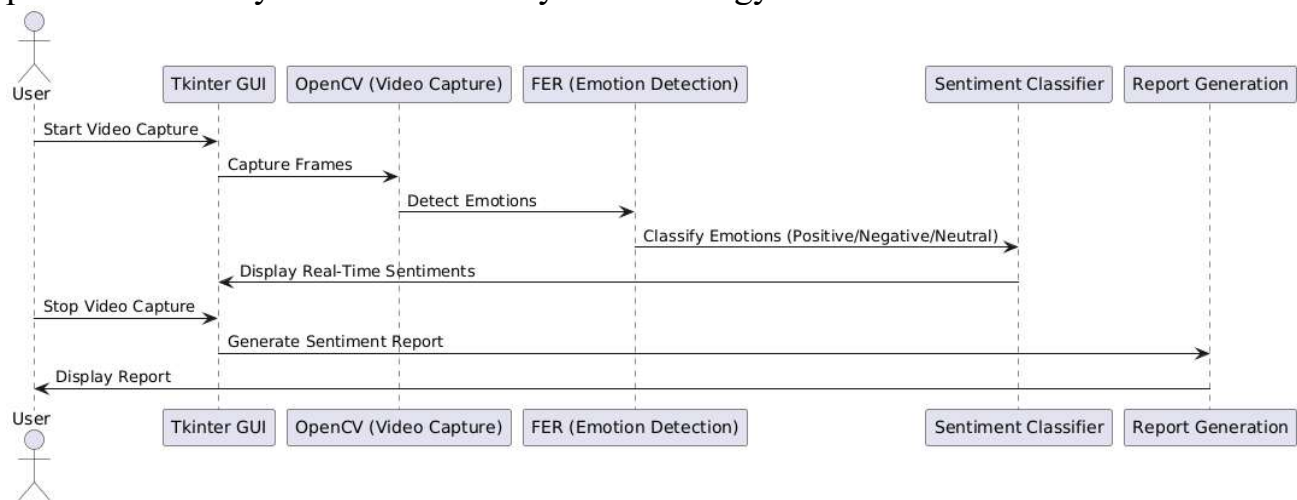 User
Tkinter GUI OpenCV (Video Capture) FER (Emotion Detection) Sentiment Classifier Report Generation
Start Video Capture
Capture Frames
Detect Emotions
Classify Emotions (Positive/Negative/Neutral)
Display Real-Time Sentiments
Stop Video Capture
Generate Sentiment Report
Display Report
User
Tkinter GUI OpenCV (Video Capture) FER (Emotion Detection) Sentiment Classifier Report Generation